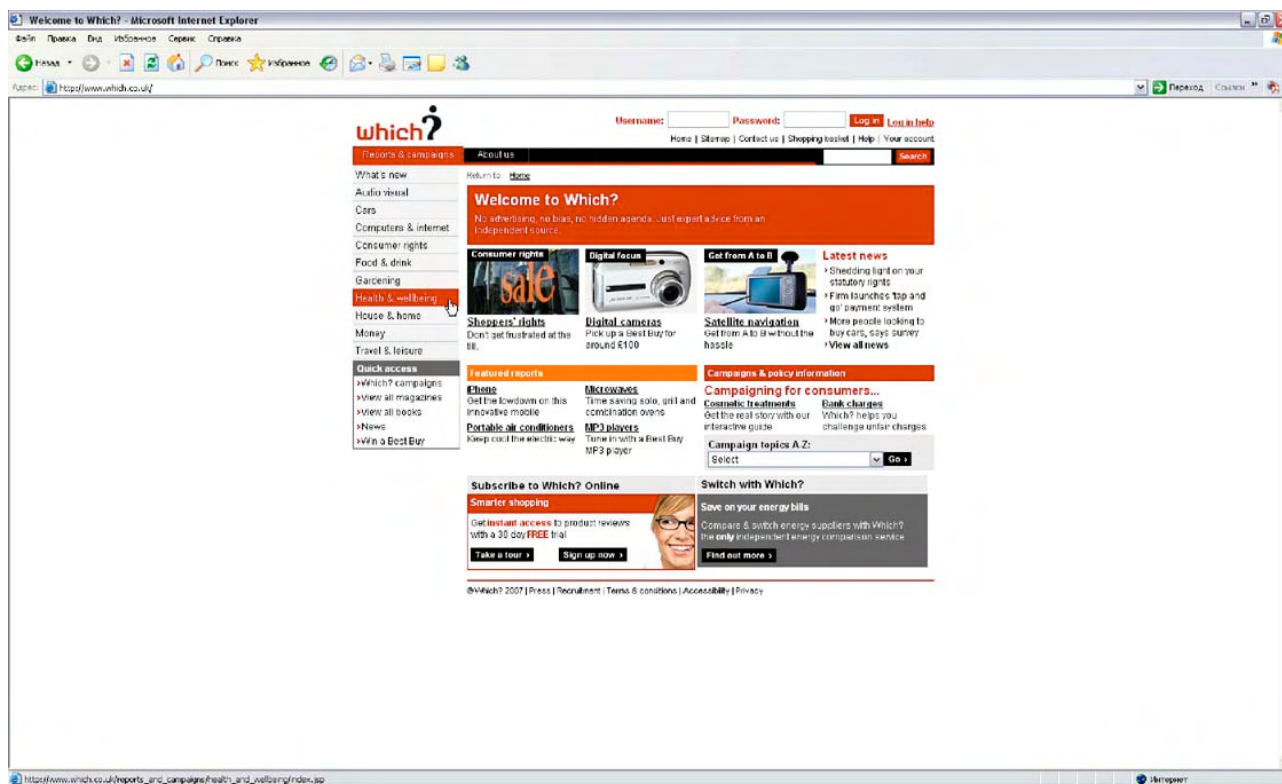 Welcome to Which? - Microsoft Internet Explorer
Файл Правка Вид Избранное Сервис Справка
Назад Поиск Избранное
Адрес: http://www.which.co.uk/ Переход Ссылки »
which?
Username: Password: Log in Log in help
Home | Sitemap | Contact us | Shopping basket | Help | Your account
Reports & campaigns About us Search
Return to: Home
What's new
Audio visual
Cars
Computers & internet
Consumer rights
Food & drink
Gardening
Health & wellbeing
House & home
Money
Travel & leisure
Quick access
Which? campaigns
View all magazines
View all books
News
Win a Best Buy
Welcome to Which?
No advertising, no bias, no hidden agenda. Just expert advice from an
independent source.
Consumer rights
sale
Shoppers' rights
Don't get frustrated at the
till.
Digital focus
Digital cameras
Pick up a Best Buy for
around £100
Get from A to B
Satellite navigation
Get from A to B without the
hassle
Latest news
Shedding light on your
statutory rights
Firm launches 'tap and
go' payment system
More people looking to
buy cars, says survey
View all news
Featured reports
iPhone
Get the lowdown on this
innovative mobile
Microwaves
Time saving solo, grill and
combination ovens
Portable air conditioners
Keep cool the electric way
MP3 players
Tune in with a Best Buy
MP3 player
Campaigns & policy information
Campaigning for consumers...
Cosmetic treatments
Get the real story with our
interactive guide
Bank charges
Which? helps you
challenge unfair charges
Campaign topics A-Z:
Select Go ›
Subscribe to Which? Online
Smarter shopping
Get instant access to product reviews
with a 30 day FREE trial
Take a tour › Sign up now ›
Switch with Which?
Save on your energy bills
Compare & switch energy suppliers with Which?
the only independent energy comparison service
Find out more ›
© Which? 2007 | Press | Recruitment | Terms & conditions | Accessibility | Privacy
http://www.which.co.uk/reports_and_campaigns/health_and_wellbeing/index.jsp Интернет